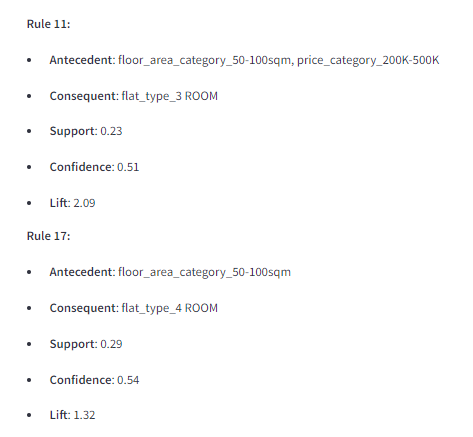 Rule 11:
• Antecedent: floor_area_category_50-100sqm, price_category_200K-500K
• Consequent: flat_type_3 ROOM
• Support: 0.23
• Confidence: 0.51
• Lift: 2.09
Rule 17:
• Antecedent: floor_area_category_50-100sqm
• Consequent: flat_type_4 ROOM
• Support: 0.29
• Confidence: 0.54
• Lift: 1.32